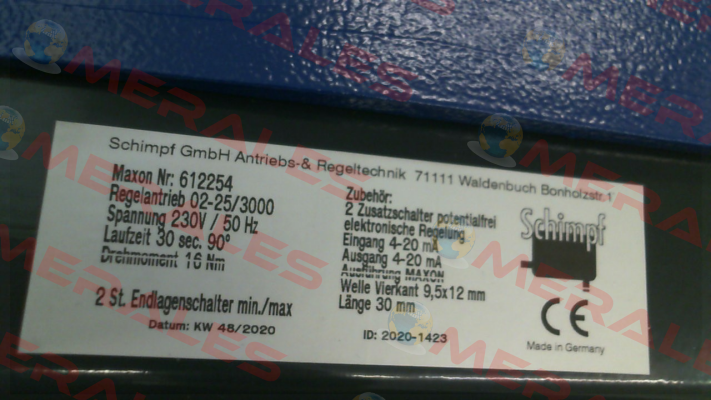 Schimpf GmbH Antriebs-& Regeltechnik 71111 Waldenbuch Bonholzstr.1
Maxon Nr: 612254
Regelantrieb 02-25/3000
Spannung 230V / 50 Hz
Laufzeit 30 sec. 90°
Drehmoment 16 Nm
2 St. Endlagenschalter min./max
Datum: KW 48/2020
Zubehör:
2 Zusatzschalter potentialfrei
elektronische Regelung
Eingang 4-20 mA
Ausgang 4-20 mA
Ausführung MAXON
Welle Vierkant 9,5x12 mm
Länge 30 mm
ID: 2020-1423
Schimpf
CE
Made in Germany
MERALES
MERALES
MERALES
MERALES